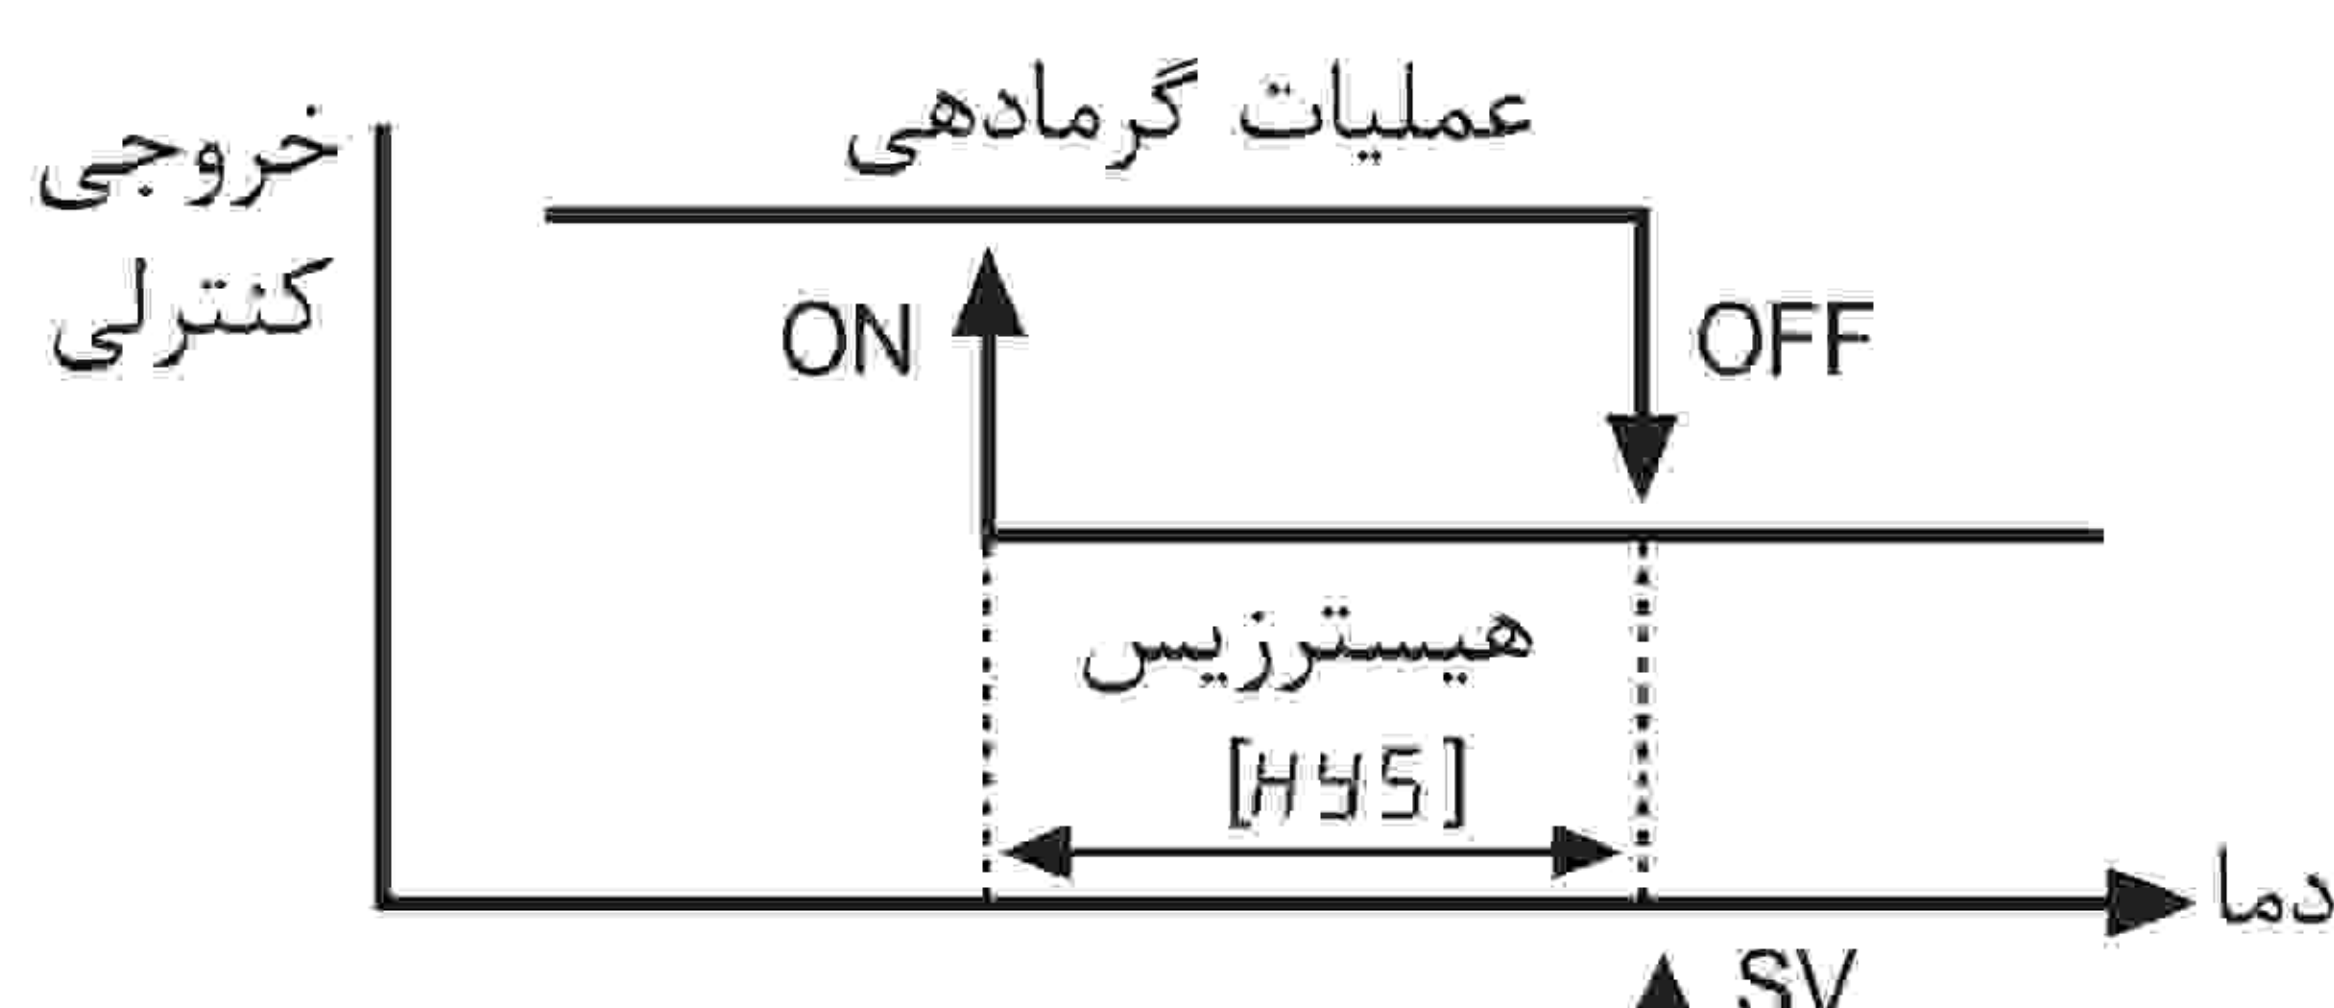 عملیات گرمادهی
خروجی
کنترلی
ON
OFF
هیسترزیس
[HYS]
دما
SV